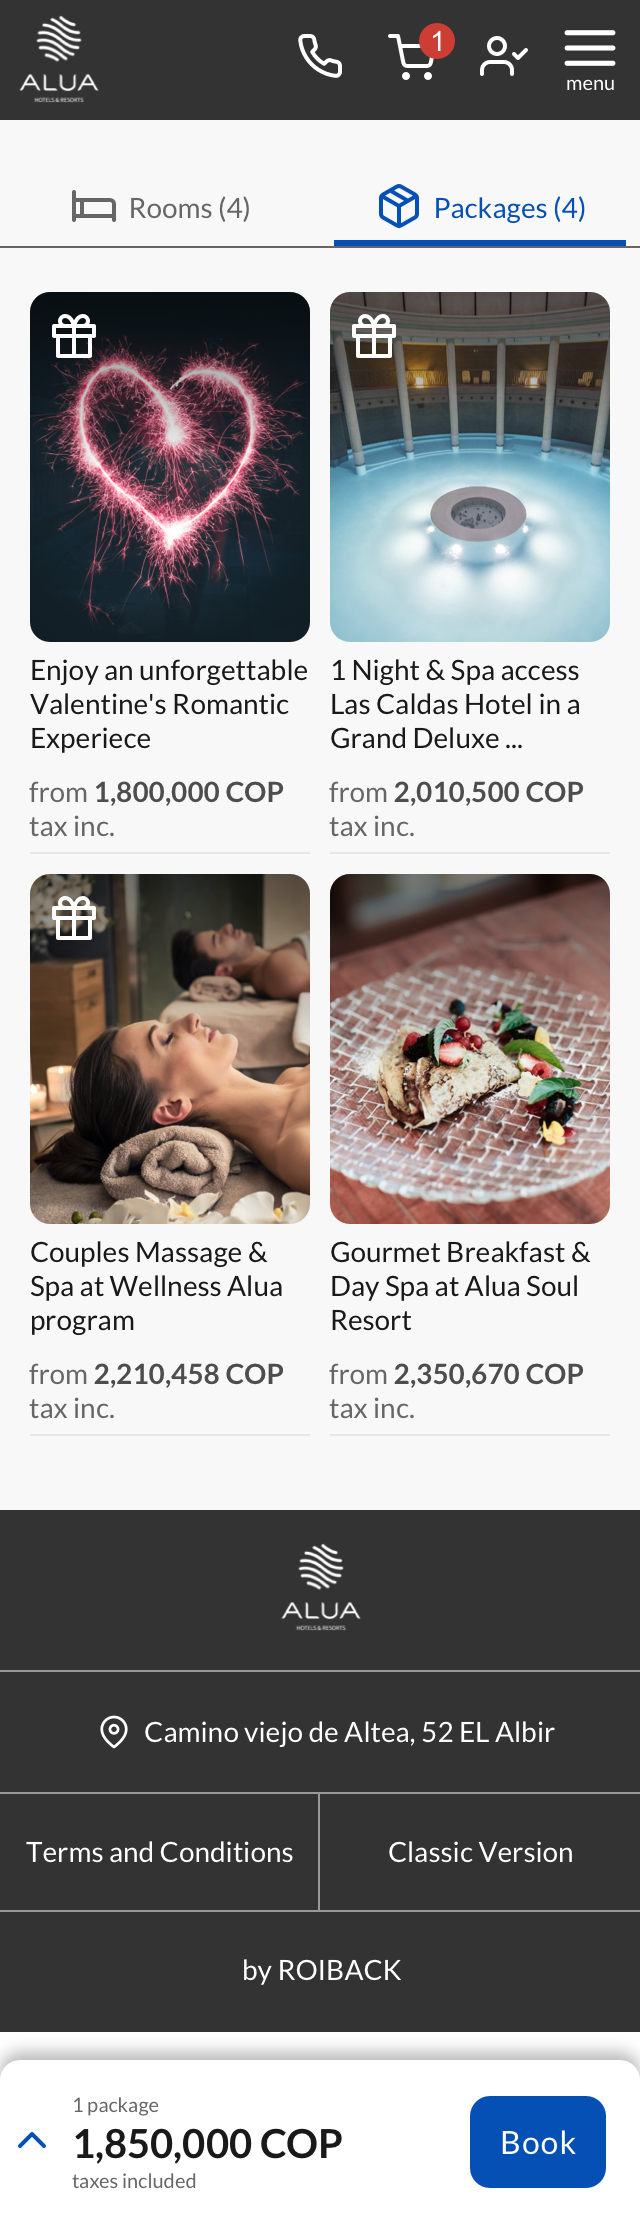 ALUA
HOTELS & RESORTS
1
menu
Rooms (4)
Packages (4)
Enjoy an unforgettable
Valentine's Romantic
Experiece
from 1,800,000 COP
tax inc.
1 Night & Spa access
Las Caldas Hotel in a
Grand Deluxe ...
from 2,010,500 COP
tax inc.
Couples Massage &
Spa at Wellness Alua
program
from 2,210,458 COP
tax inc.
Gourmet Breakfast &
Day Spa at Alua Soul
Resort
from 2,350,670 COP
tax inc.
ALUA
HOTELS & RESORTS
Camino viejo de Altea, 52 EL Albir
Terms and Conditions
Classic Version
by ROIBACK
1 package
1,850,000 COP
taxes included
Book